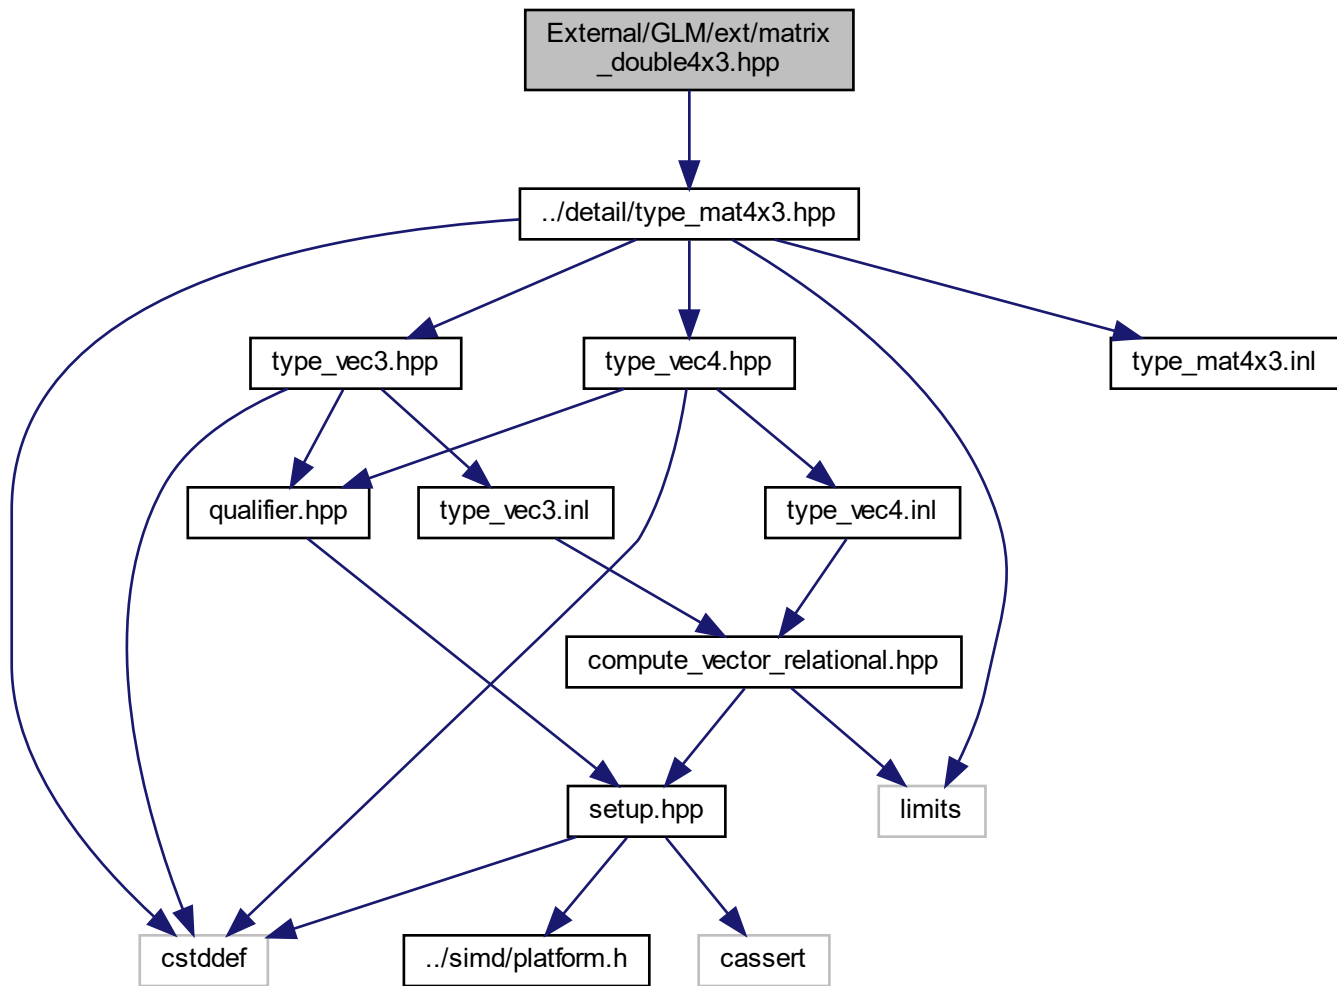 External/GLM/ext/matrix
_double4x3.hpp
../detail/type_mat4x3.hpp
type_vec3.hpp
type_vec4.hpp
type_mat4x3.inl
qualifier.hpp
type_vec3.inl
type_vec4.inl
compute_vector_relational.hpp
setup.hpp
limits
cstddef
../simd/platform.h
cassert